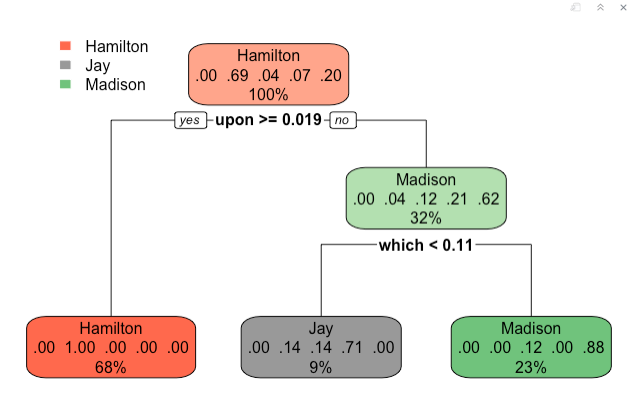 Hamilton
Jay
Madison
Hamilton
.00 .69 .04 .07 .20
100%
yes upon >= 0.019 no
Madison
.00 .04 .12 .21 .62
32%
which < 0.11
Hamilton
.00 1.00 .00 .00 .00
68%
Jay
.00 .14 .14 .71 .00
9%
Madison
.00 .00 .12 .00 .88
23%